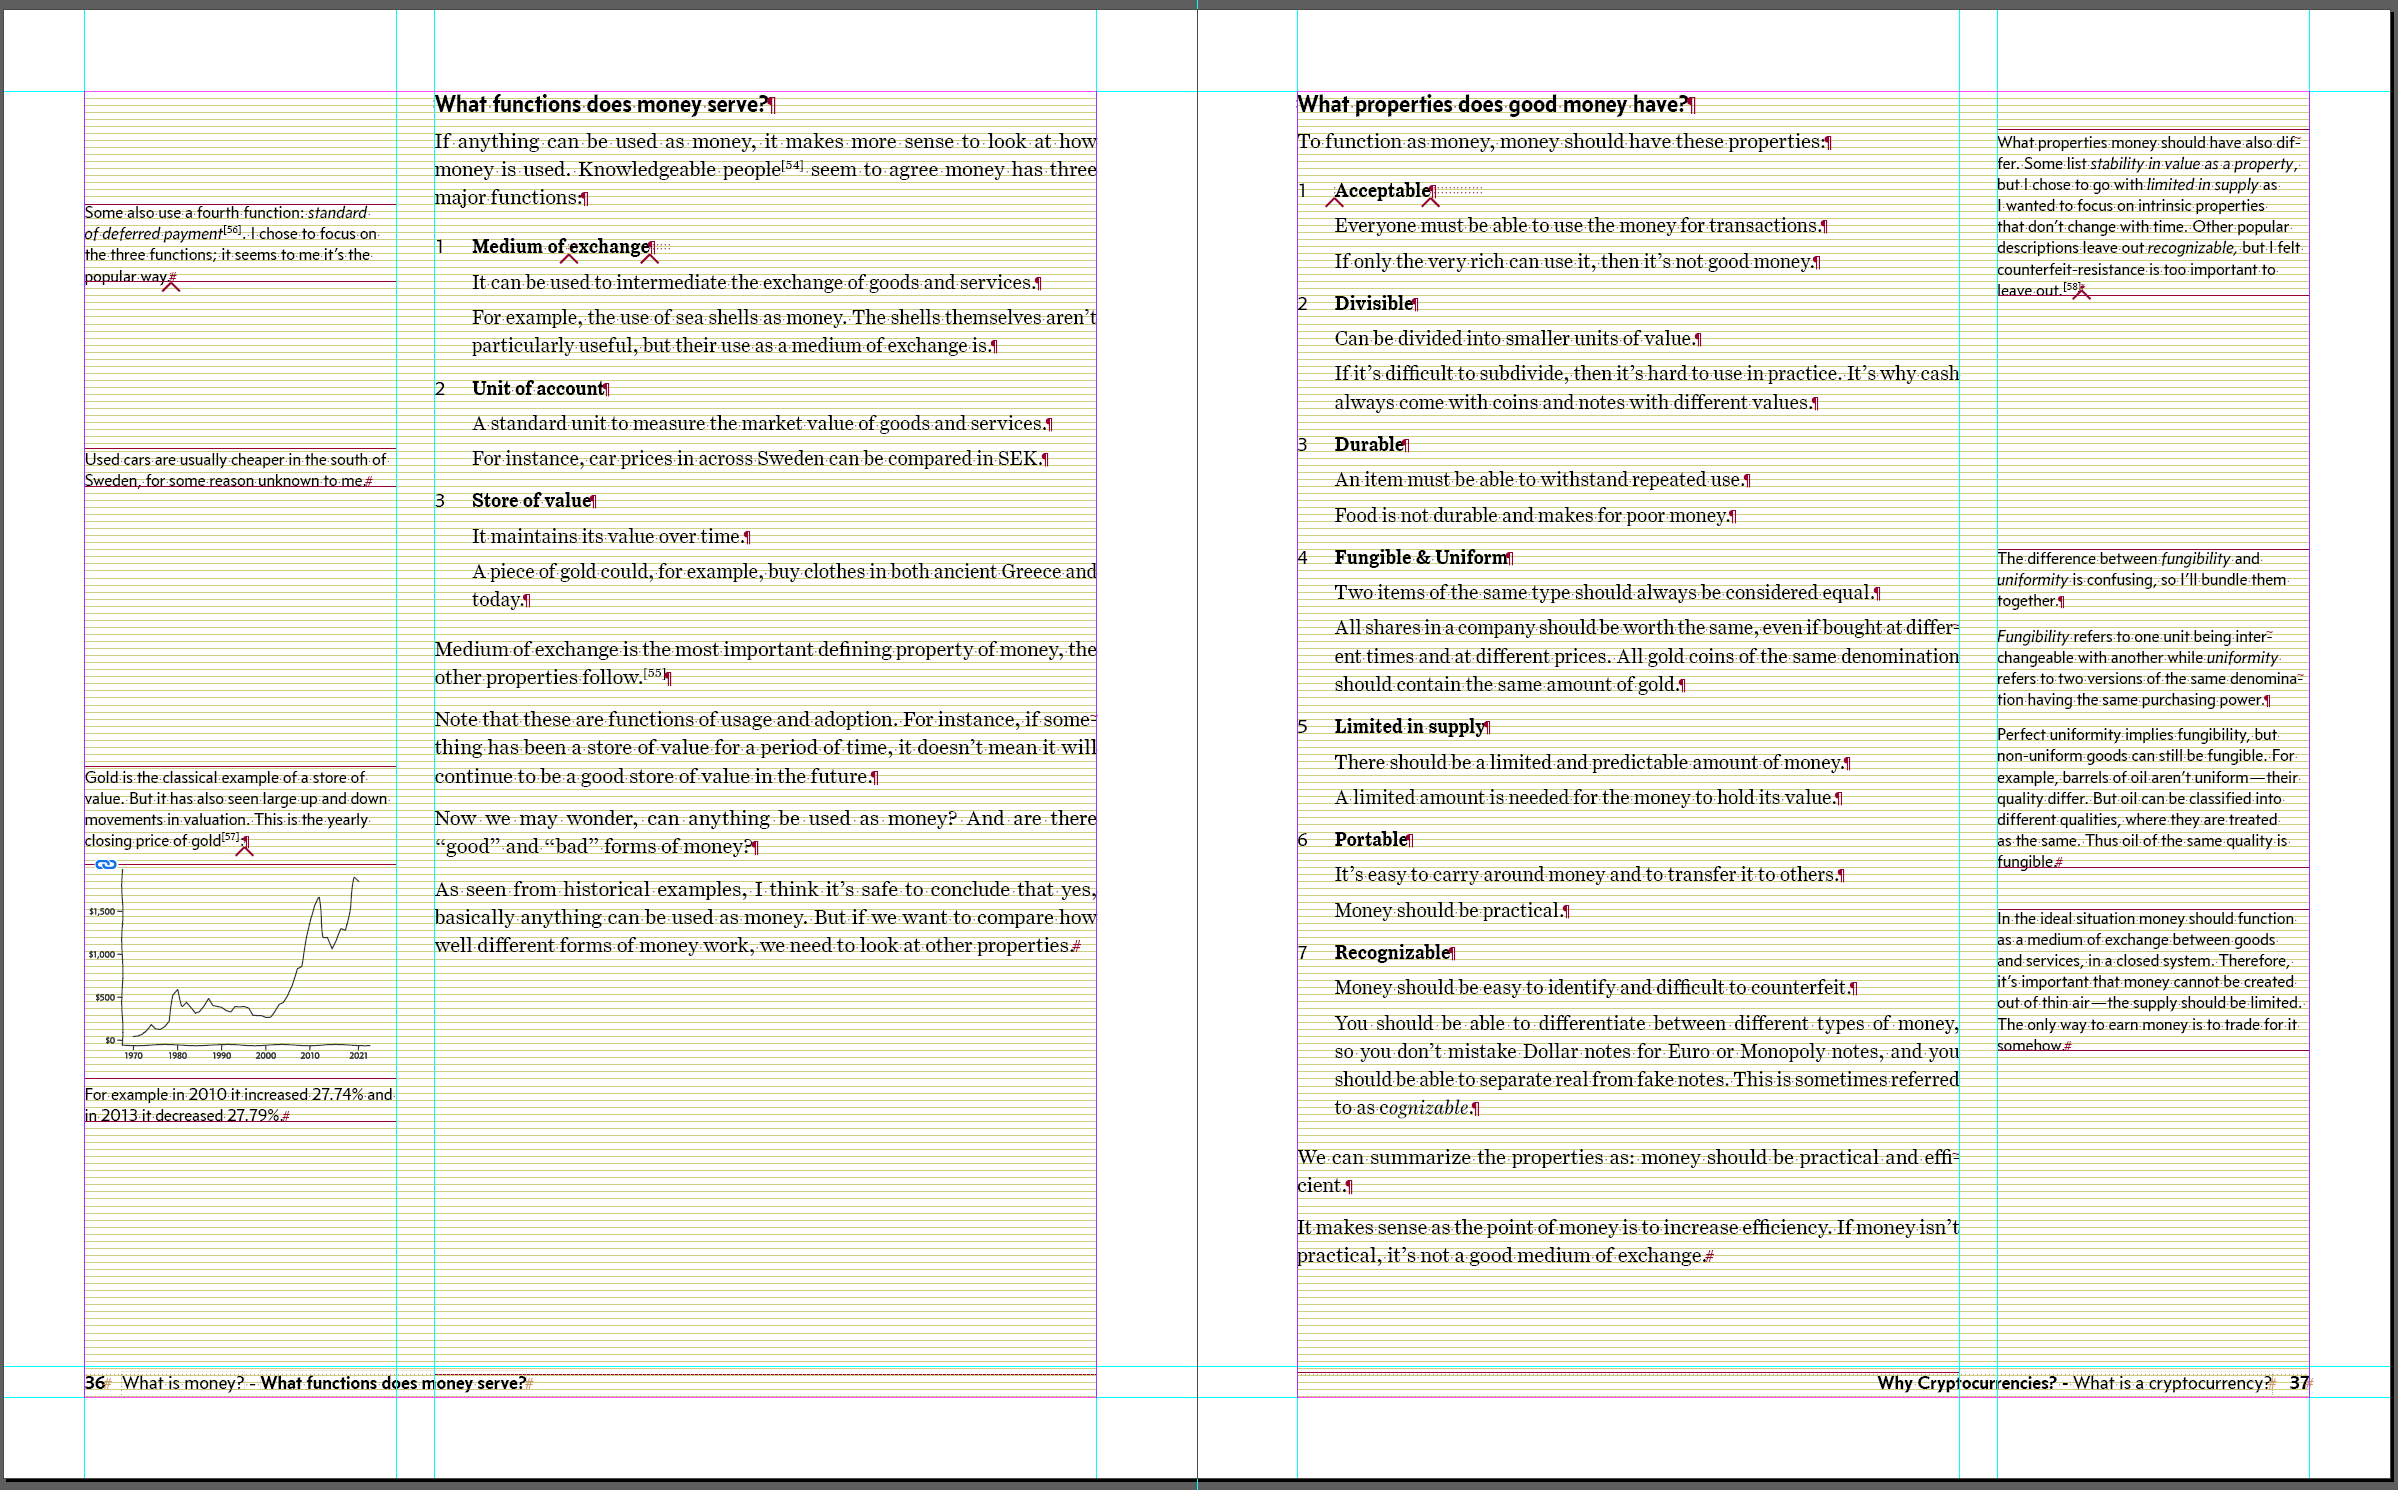 What functions does money serve?
If anything can be used as money, it makes more sense to look at how
money is used. Knowledgeable people[54] seem to agree money has three
major functions:
1 Medium of exchange
It can be used to intermediate the exchange of goods and services.
For example, the use of sea shells as money. The shells themselves aren’t
particularly useful, but their use as a medium of exchange is.
2 Unit of account
A standard unit to measure the market value of goods and services.
For instance, car prices in across Sweden can be compared in SEK.
3 Store of value
It maintains its value over time.
A piece of gold could, for example, buy clothes in both ancient Greece and
today.
Medium of exchange is the most important defining property of money, the
other properties follow.[55]
Note that these are functions of usage and adoption. For instance, if some-
thing has been a store of value for a period of time, it doesn’t mean it will
continue to be a good store of value in the future.
Now we may wonder, can anything be used as money? And are there
“good” and “bad” forms of money?
As seen from historical examples, I think it’s safe to conclude that yes,
basically anything can be used as money. But if we want to compare how
well different forms of money work, we need to look at other properties.
Some also use a fourth function: standard
of deferred payment[56]. I chose to focus on
the three functions; it seems to me it’s the
popular way.
Used cars are usually cheaper in the south of
Sweden, for some reason unknown to me.
Gold is the classical example of a store of
value. But it has also seen large up and down
movements in valuation. This is the yearly
closing price of gold[57]:
$1,500
$1,000
$500
$0
1970 1980 1990 2000 2010 2021
For example in 2010 it increased 27.74% and
in 2013 it decreased 27.79%.
36 What is money? - What functions does money serve?
What properties does good money have?
To function as money, money should have these properties:
1 Acceptable
Everyone must be able to use the money for transactions.
If only the very rich can use it, then it’s not good money.
2 Divisible
Can be divided into smaller units of value.
If it’s difficult to subdivide, then it’s hard to use in practice. It’s why cash
always come with coins and notes with different values.
3 Durable
An item must be able to withstand repeated use.
Food is not durable and makes for poor money.
4 Fungible & Uniform
Two items of the same type should always be considered equal.
All shares in a company should be worth the same, even if bought at differ-
ent times and at different prices. All gold coins of the same denomination
should contain the same amount of gold.
5 Limited in supply
There should be a limited and predictable amount of money.
A limited amount is needed for the money to hold its value.
6 Portable
It’s easy to carry around money and to transfer it to others.
Money should be practical.
7 Recognizable
Money should be easy to identify and difficult to counterfeit.
You should be able to differentiate between different types of money,
so you don’t mistake Dollar notes for Euro or Monopoly notes, and you
should be able to separate real from fake notes. This is sometimes referred
to as cognizable.
We can summarize the properties as: money should be practical and effi-
cient.
It makes sense as the point of money is to increase efficiency. If money isn’t
practical, it’s not a good medium of exchange.
What properties money should have also dif-
fer. Some list stability in value as a property,
but I chose to go with limited in supply as
I wanted to focus on intrinsic properties
that don’t change with time. Other popular
descriptions leave out recognizable, but I felt
counterfeit-resistance is too important to
leave out.[58]
The difference between fungibility and
uniformity is confusing, so I’ll bundle them
together.
Fungibility refers to one unit being inter-
changeable with another while uniformity
refers to two versions of the same denomina-
tion having the same purchasing power.
Perfect uniformity implies fungibility, but
non-uniform goods can still be fungible. For
example, barrels of oil aren’t uniform—their
quality differ. But oil can be classified into
different qualities, where they are treated
as the same. Thus oil of the same quality is
fungible.
In the ideal situation money should function
as a medium of exchange between goods
and services, in a closed system. Therefore,
it’s important that money cannot be created
out of thin air—the supply should be limited.
The only way to earn money is to trade for it
somehow.
Why Cryptocurrencies? - What is a cryptocurrency? 37